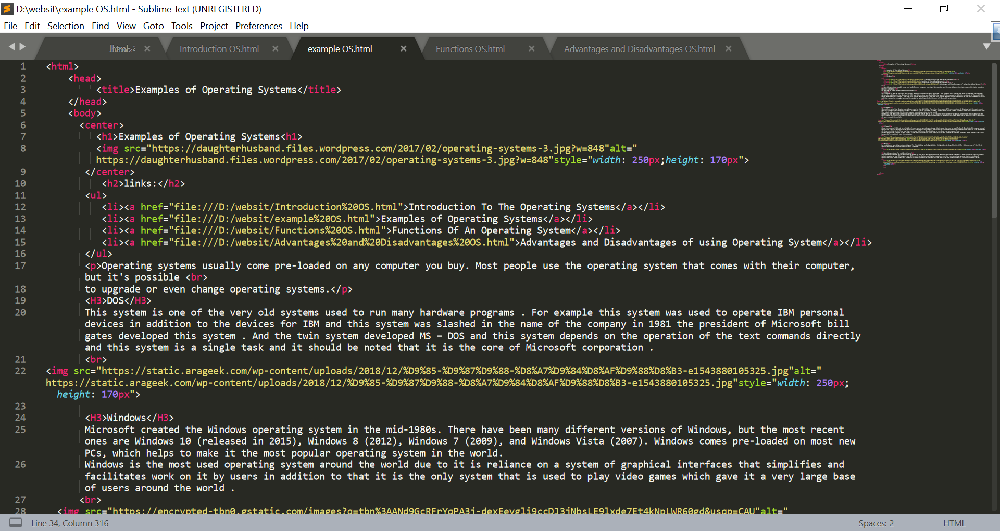 D:\websit\example OS.html - Sublime Text (UNREGISTERED)
File Edit Selection Find View Goto Tools Project Preferences Help
Introduction OS.html example OS.html Functions OS.html Advantages and Disadvantages OS.html
1 <html>
2 <head>
3 <title>Examples of Operating Systems</title>
4 </head>
5 <body>
6 <center>
7 <h1>Examples of Operating Systems<h1>
8 <img src="https://daughterhusband.files.wordpress.com/2017/02/operating-systems-3.jpg?w=848"alt="
https://daughterhusband.files.wordpress.com/2017/02/operating-systems-3.jpg?w=848"style="width: 250px;height: 170px">
9 </center>
10 <h2>links:</h2>
11 <ul>
12 <li><a href="file:///D:/websit/Introduction%20OS.html">Introduction To The Operating Systems</a></li>
13 <li><a href="file:///D:/websit/example%20OS.html">Examples of Operating Systems</a></li>
14 <li><a href="file:///D:/websit/Functions%20OS.html">Functions Of An Operating System</a></li>
15 <li><a href="file:///D:/websit/Advantages%20and%20Disadvantages%20OS.html">Advantages and Disadvantages of using Operating System</a></li>
16 </ul>
17 <p>Operating systems usually come pre-loaded on any computer you buy. Most people use the operating system that comes with their computer,
but it's possible <br>
18 to upgrade or even change operating systems.</p>
19 <H3>DOS</H3>
20 This system is one of the very old systems used to run many hardware programs . For example this system was used to operate IBM personal
devices in addition to the devices for IBM and this system was slashed in the name of the company in 1981 the president of Microsoft bill
gates developed this system . And the twin system developed MS – DOS and this system depends on the operation of the text commands directly
and this system is a single task and it should be noted that it is the core of Microsoft corporation .
21 <br>
22 <img src="https://static.arageek.com/wp-content/uploads/2018/12/%D9%85-%D9%87%D9%88-%D8%A7%D9%84%D8%AF%D9%88%D8%B3-e1543880105325.jpg"alt="
https://static.arageek.com/wp-content/uploads/2018/12/%D9%85-%D9%87%D9%88-%D8%A7%D9%84%D8%AF%D9%88%D8%B3-e1543880105325.jpg"style="width: 250px;
height: 170px">
23
24 <H3>Windows</H3>
25 Microsoft created the Windows operating system in the mid-1980s. There have been many different versions of Windows, but the most recent
ones are Windows 10 (released in 2015), Windows 8 (2012), Windows 7 (2009), and Windows Vista (2007). Windows comes pre-loaded on most new
PCs, which helps to make it the most popular operating system in the world.
26 Windows is the most used operating system around the world due to it is reliance on a system of graphical interfaces that simplifies and
facilitates work on it by users in addition to that it is the only system that is used to play video games which gave it a very large base
of users around the world .
27 <br>
28 <img src="https://encrypted-tbn0.gstatic.com/images?q=tbn%3AANd9GcRErYqPA3j-dexEevgli9ccDJ3jNbsLE9lxde7Et4kNpLWR60gd&usqp=CAU"alt="
Line 34, Column 316 Spaces: 2 HTML